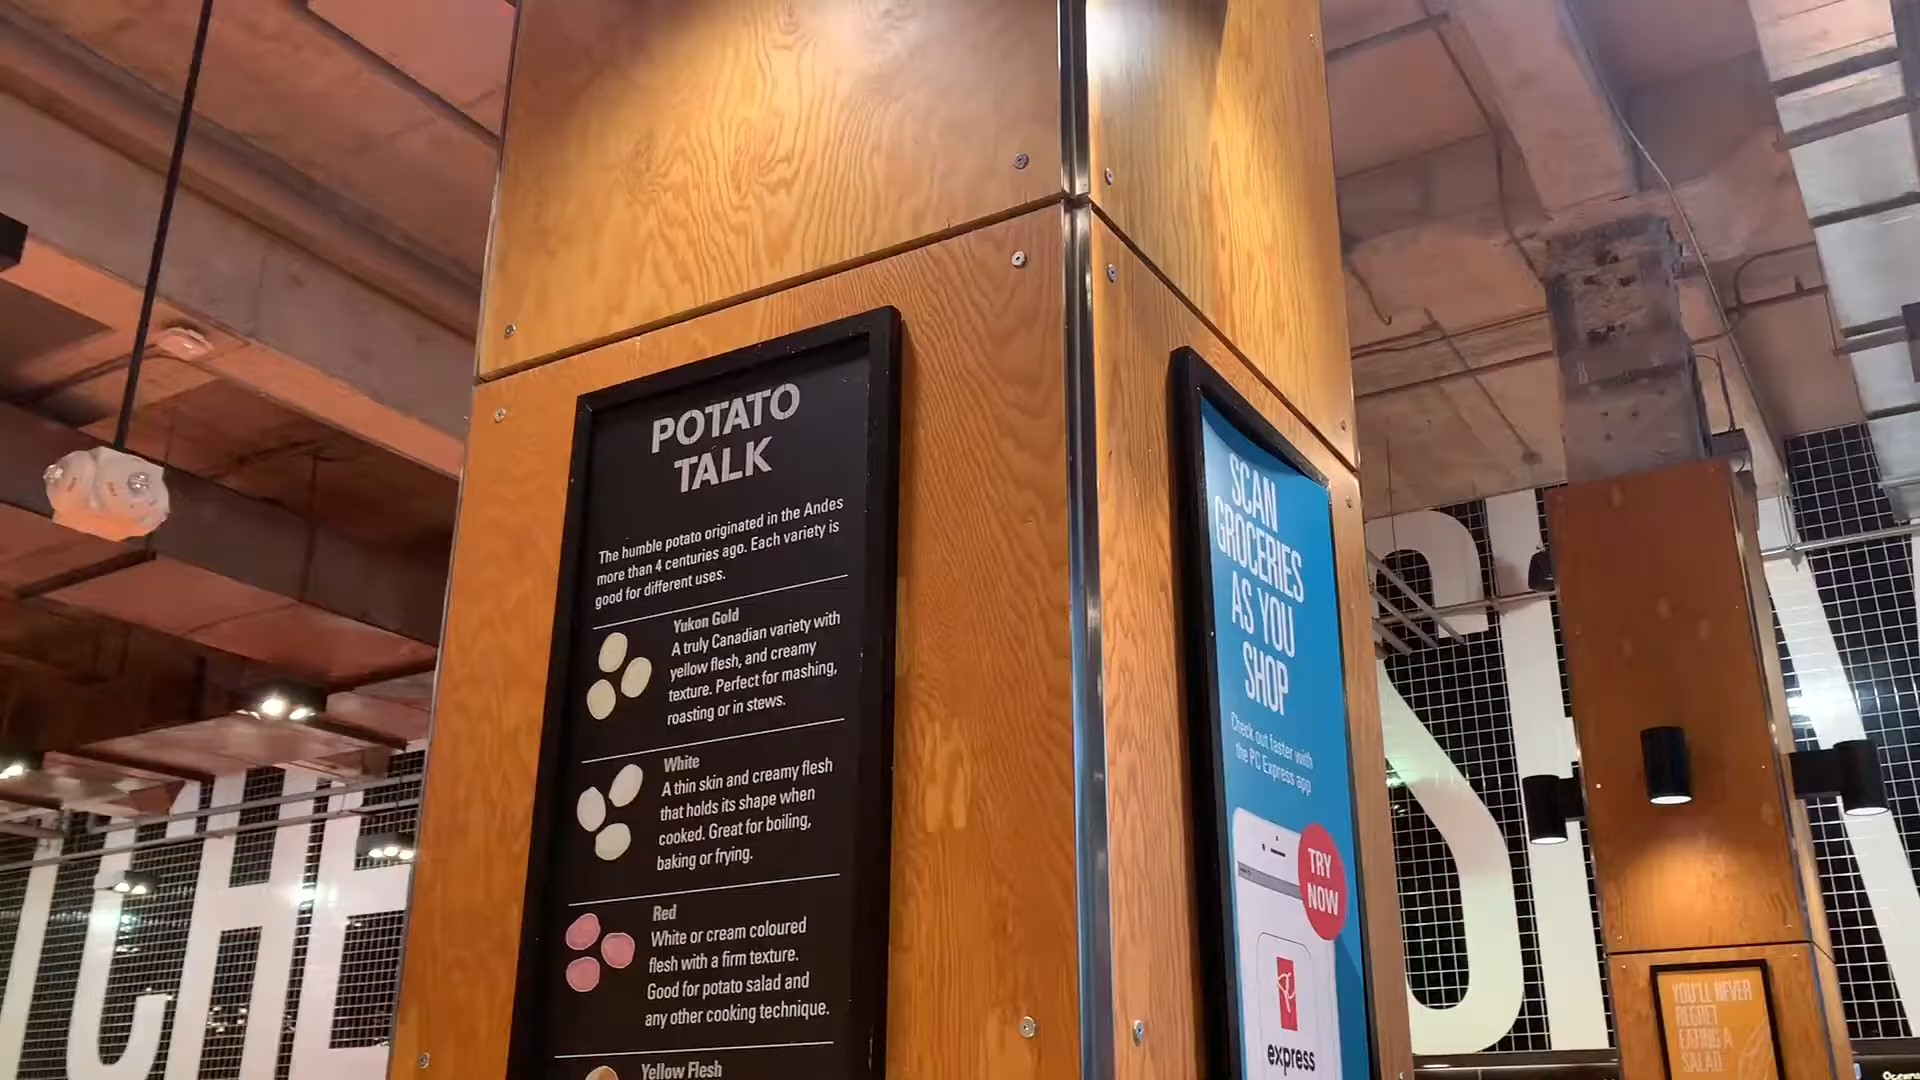 POTATO
TALK
The humble potato originated in the Andes
more than 4 centuries ago. Each variety is
good for different uses.
Yukon Gold
A truly Canadian variety with
yellow flesh, and creamy
texture. Perfect for mashing,
roasting or in stews.
White
A thin skin and creamy flesh
that holds its shape when
cooked. Great for boiling,
baking or frying.
Red
White or cream coloured
flesh with a firm texture.
Good for potato salad and
any other cooking technique.
Yellow Flesh
SCAN
GROCERIES
AS YOU
SHOP
Check out faster with
the PC Express app
TRY
NOW
express
YOU'LL NEVER
REGRET
EATING A
SALAD